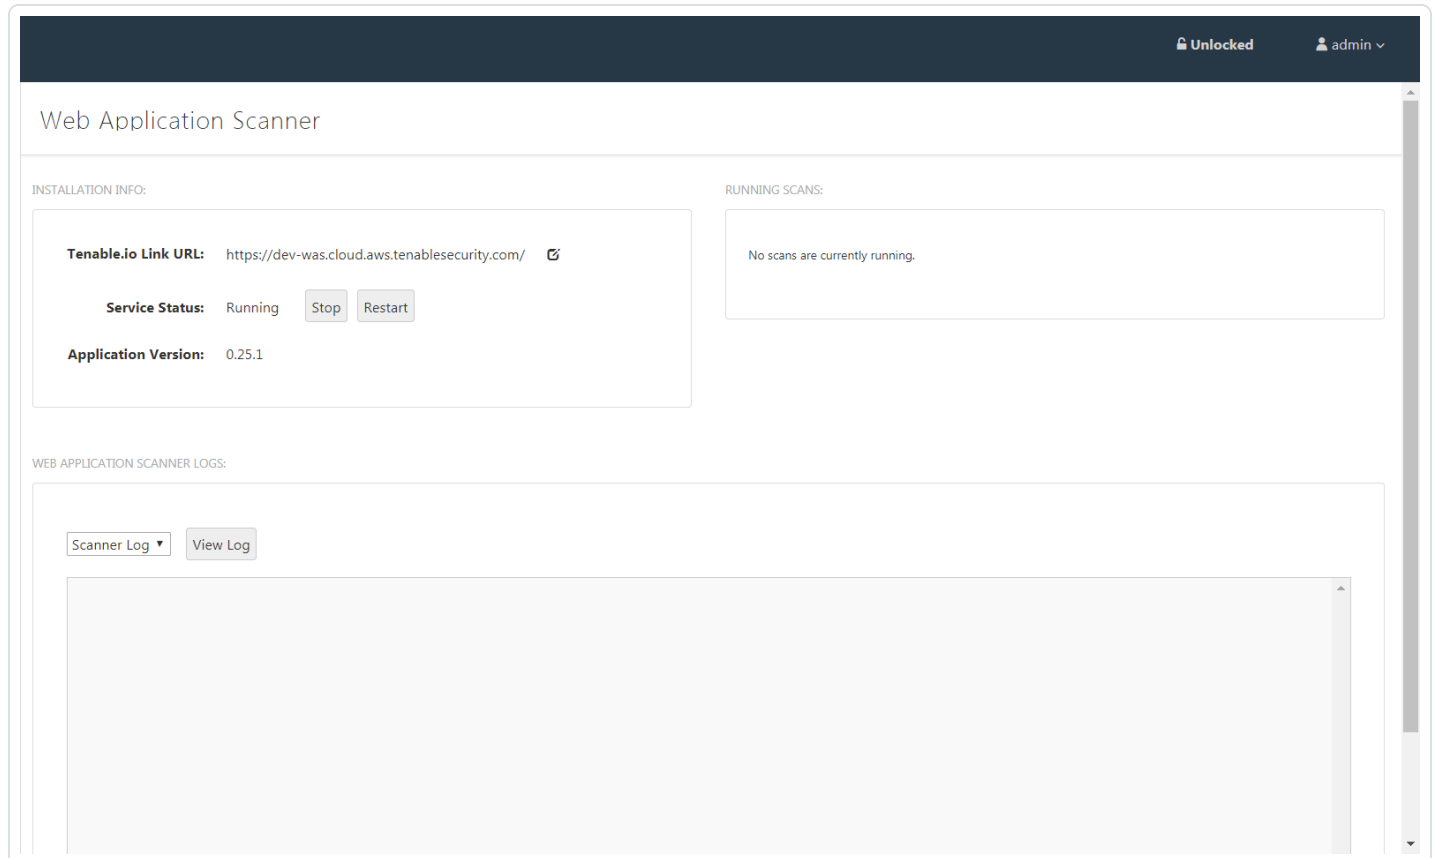 Unlocked
admin
Web Application Scanner
INSTALLATION INFO:
Tenable.io Link URL: https://dev-was.cloud.aws.tenablesecurity.com/
Service Status: Running Stop Restart
Application Version: 0.25.1
RUNNING SCANS:
No scans are currently running.
WEB APPLICATION SCANNER LOGS:
Scanner Log View Log